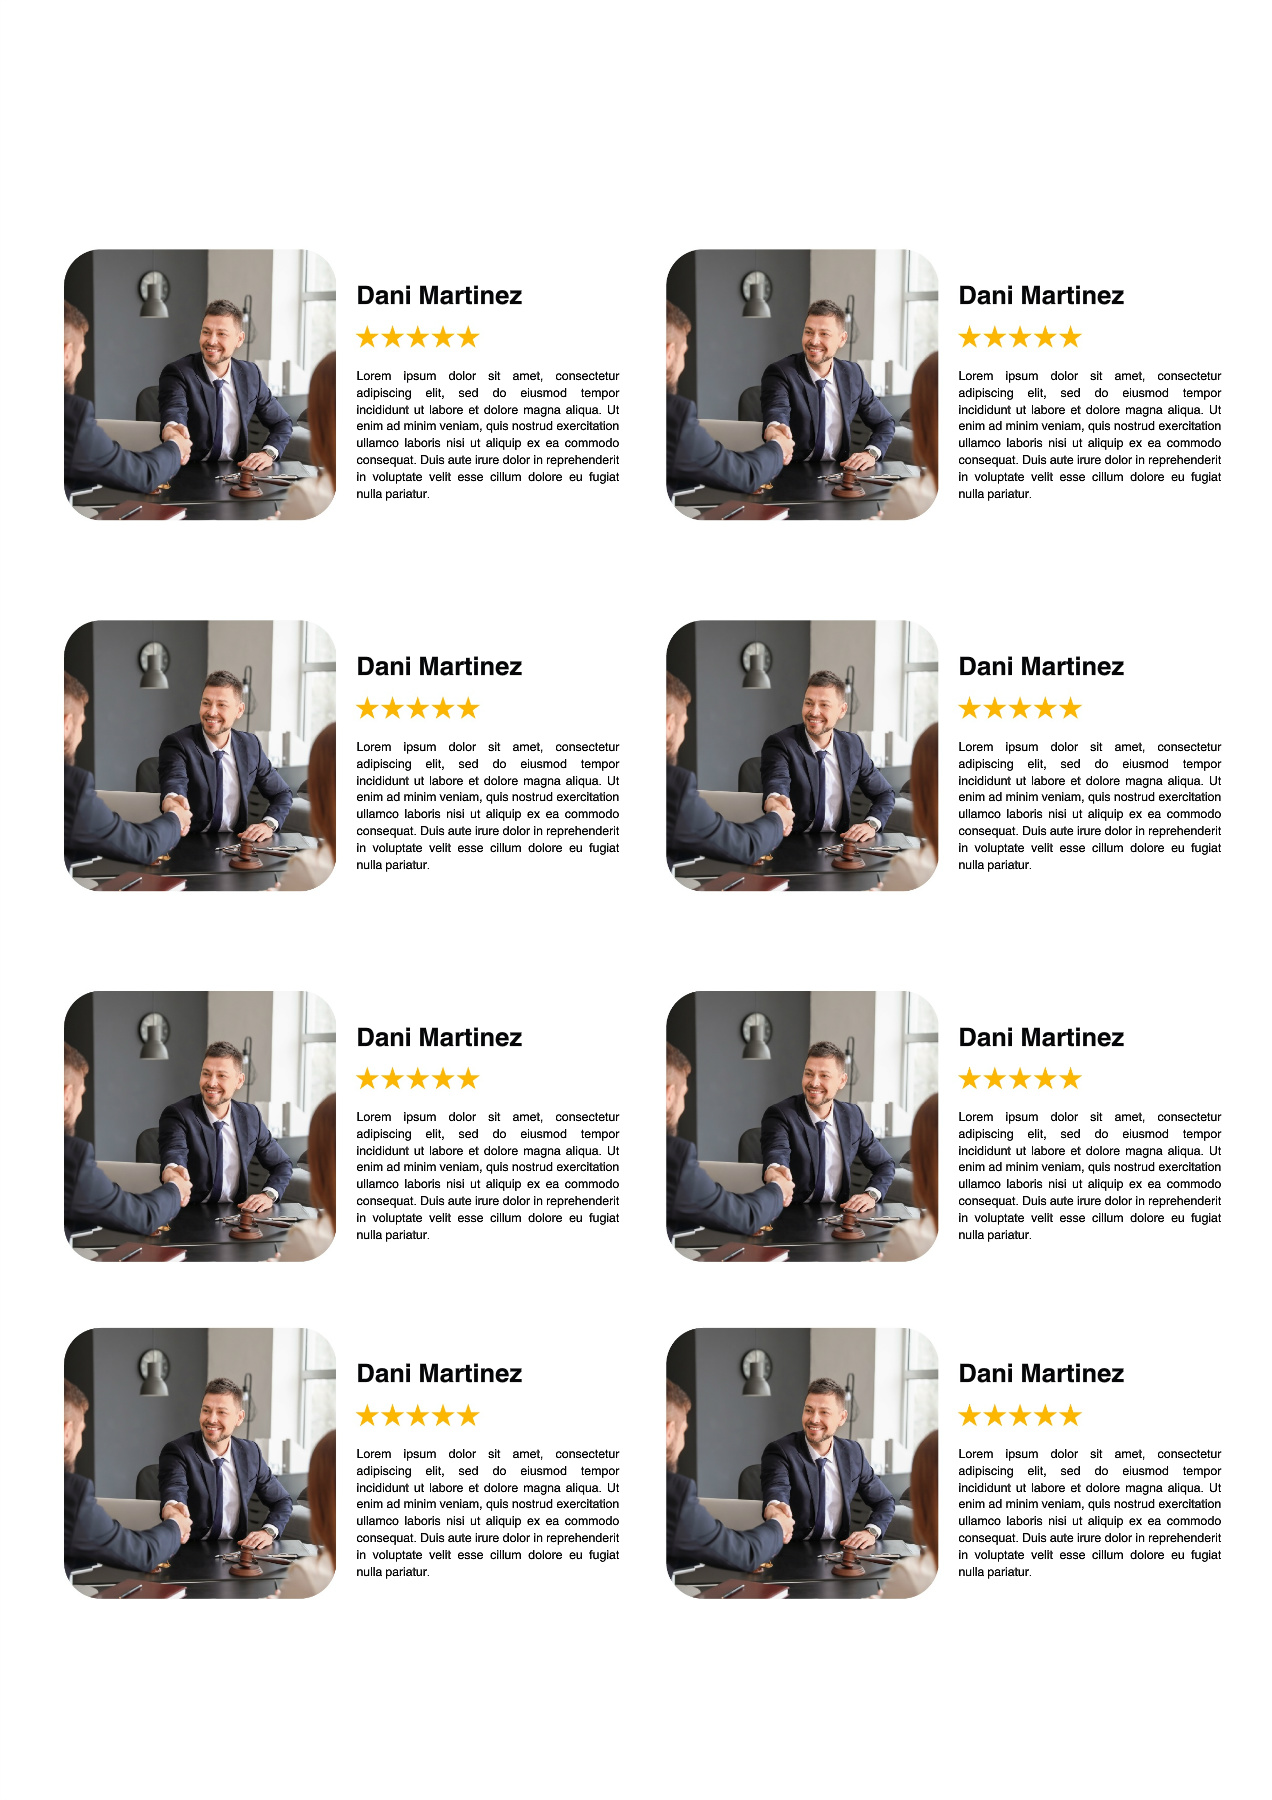 Dani Martinez
Lorem ipsum dolor sit amet, consectetur
adipiscing elit, sed do eiusmod tempor
incididunt ut labore et dolore magna aliqua. Ut
enim ad minim veniam, quis nostrud exercitation
ullamco laboris nisi ut aliquip ex ea commodo
consequat. Duis aute irure dolor in reprehenderit
in voluptate velit esse cillum dolore eu fugiat
nulla pariatur.
Dani Martinez
Lorem ipsum dolor sit amet, consectetur
adipiscing elit, sed do eiusmod tempor
incididunt ut labore et dolore magna aliqua. Ut
enim ad minim veniam, quis nostrud exercitation
ullamco laboris nisi ut aliquip ex ea commodo
consequat. Duis aute irure dolor in reprehenderit
in voluptate velit esse cillum dolore eu fugiat
nulla pariatur.
Dani Martinez
Lorem ipsum dolor sit amet, consectetur
adipiscing elit, sed do eiusmod tempor
incididunt ut labore et dolore magna aliqua. Ut
enim ad minim veniam, quis nostrud exercitation
ullamco laboris nisi ut aliquip ex ea commodo
consequat. Duis aute irure dolor in reprehenderit
in voluptate velit esse cillum dolore eu fugiat
nulla pariatur.
Dani Martinez
Lorem ipsum dolor sit amet, consectetur
adipiscing elit, sed do eiusmod tempor
incididunt ut labore et dolore magna aliqua. Ut
enim ad minim veniam, quis nostrud exercitation
ullamco laboris nisi ut aliquip ex ea commodo
consequat. Duis aute irure dolor in reprehenderit
in voluptate velit esse cillum dolore eu fugiat
nulla pariatur.
Dani Martinez
Lorem ipsum dolor sit amet, consectetur
adipiscing elit, sed do eiusmod tempor
incididunt ut labore et dolore magna aliqua. Ut
enim ad minim veniam, quis nostrud exercitation
ullamco laboris nisi ut aliquip ex ea commodo
consequat. Duis aute irure dolor in reprehenderit
in voluptate velit esse cillum dolore eu fugiat
nulla pariatur.
Dani Martinez
Lorem ipsum dolor sit amet, consectetur
adipiscing elit, sed do eiusmod tempor
incididunt ut labore et dolore magna aliqua. Ut
enim ad minim veniam, quis nostrud exercitation
ullamco laboris nisi ut aliquip ex ea commodo
consequat. Duis aute irure dolor in reprehenderit
in voluptate velit esse cillum dolore eu fugiat
nulla pariatur.
Dani Martinez
Lorem ipsum dolor sit amet, consectetur
adipiscing elit, sed do eiusmod tempor
incididunt ut labore et dolore magna aliqua. Ut
enim ad minim veniam, quis nostrud exercitation
ullamco laboris nisi ut aliquip ex ea commodo
consequat. Duis aute irure dolor in reprehenderit
in voluptate velit esse cillum dolore eu fugiat
nulla pariatur.
Dani Martinez
Lorem ipsum dolor sit amet, consectetur
adipiscing elit, sed do eiusmod tempor
incididunt ut labore et dolore magna aliqua. Ut
enim ad minim veniam, quis nostrud exercitation
ullamco laboris nisi ut aliquip ex ea commodo
consequat. Duis aute irure dolor in reprehenderit
in voluptate velit esse cillum dolore eu fugiat
nulla pariatur.